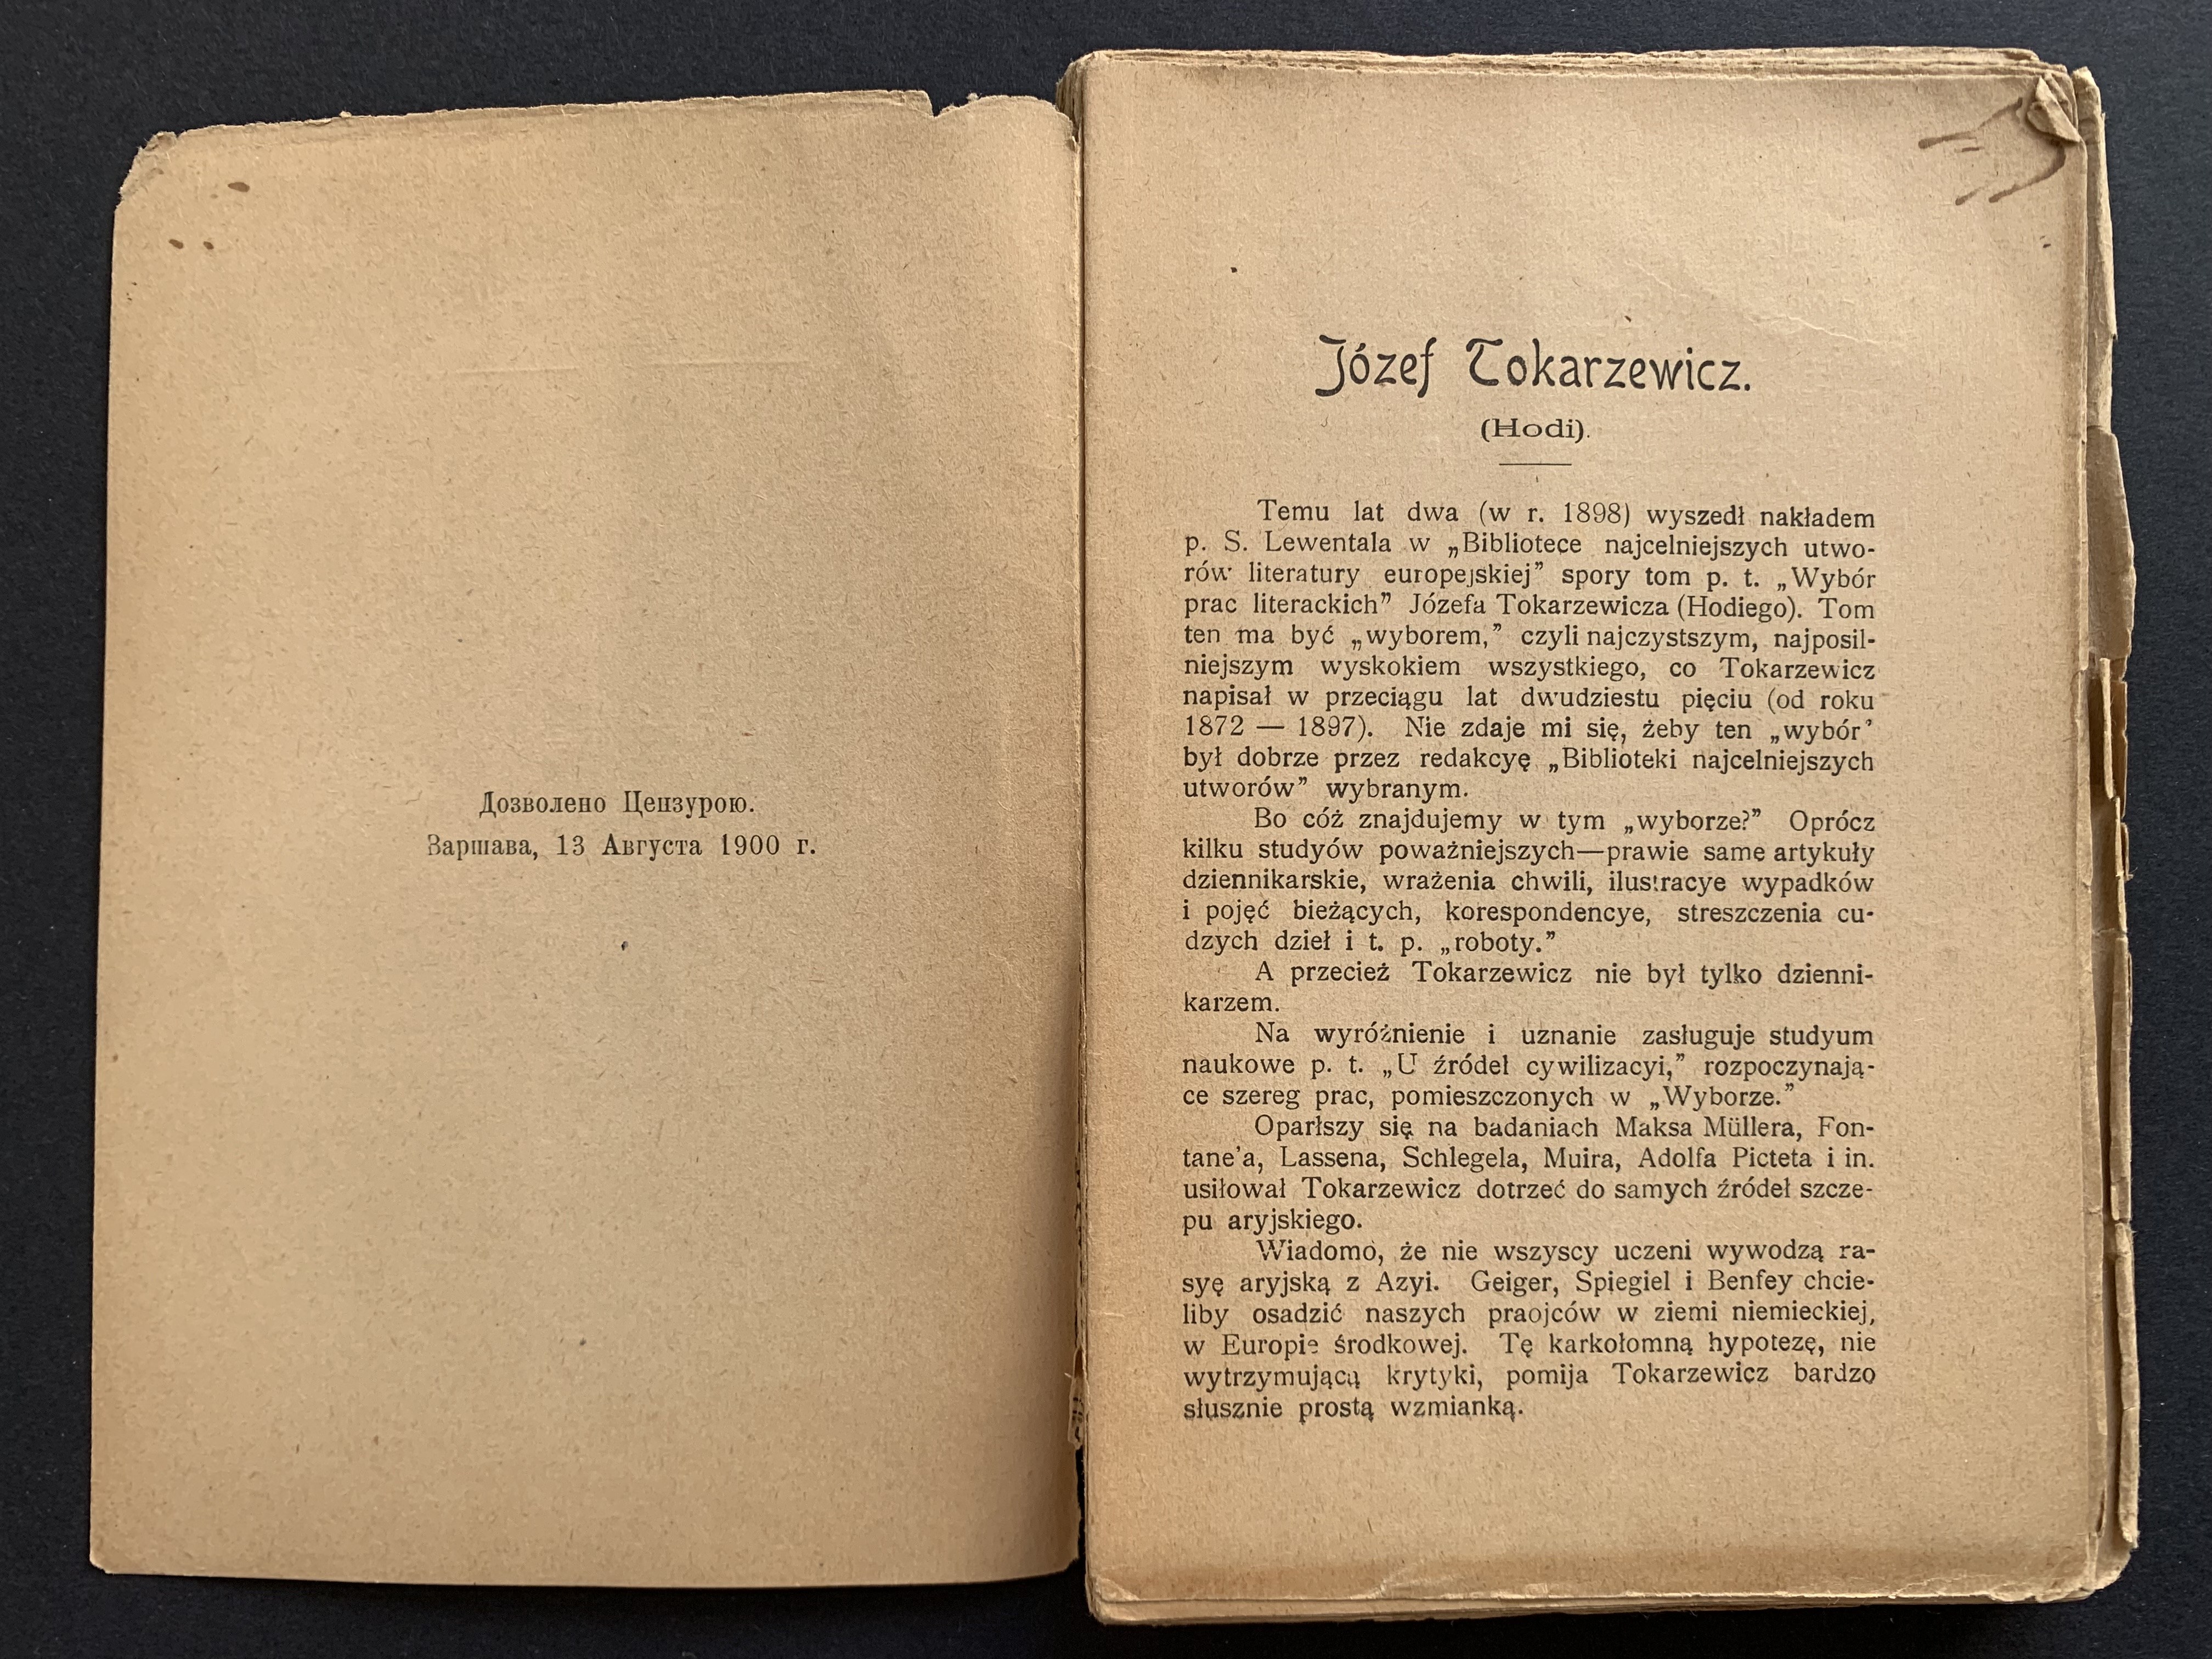 Дозволено Цензурою.
Варшава, 13 Августа 1900 г.
Józef Tokarzewicz.
(Hodi).
Temu lat dwa (w r. 1898) wyszedł nakładem
p. S. Lewentala w „Bibliotece najcelniejszych utwo-
rów literatury europejskiej” spory tom p. t. „Wybór
prac literackich” Józefa Tokarzewicza (Hodiego). Tom
ten ma być „wyborem,” czyli najczystszym, najposil-
niejszym wyskokiem wszystkiego, co Tokarzewicz
napisał w przeciągu lat dwudziestu pięciu (od roku
1872 — 1897). Nie zdaje mi się, żeby ten „wybór’
był dobrze przez redakcyę „Biblioteki najcelniejszych
utworów” wybranym.
Bo cóż znajdujemy w tym „wyborze?” Oprócz
kilku studyów poważniejszych—prawie same artykuły
dziennikarskie, wrażenia chwili, ilustracye wypadków
i pojęć bieżących, korespondencye, streszczenia cu-
dzych dzieł i t. p. „roboty.”
A przecież Tokarzewicz nie był tylko dzienni-
karzem.
Na wyróżnienie i uznanie zasługuje studyum
naukowe p. t. „U źródeł cywilizacyi,” rozpoczynają-
ce szereg prac, pomieszczonych w „Wyborze.”
Oparłszy się na badaniach Maksa Müllera, Fon-
tane’a, Lassena, Schlegela, Muira, Adolfa Picteta i in.
usiłował Tokarzewicz dotrzeć do samych źródeł szcze-
pu aryjskiego.
Wiadomo, że nie wszyscy uczeni wywodzą ra-
syę aryjską z Azyi. Geiger, Spiegiel i Benfey chcie-
liby osadzić naszych praojców w ziemi niemieckiej,
w Europie środkowej. Tę karkołomną hypotezę, nie
wytrzymującą krytyki, pomija Tokarzewicz bardzo
słusznie prostą wzmianką.